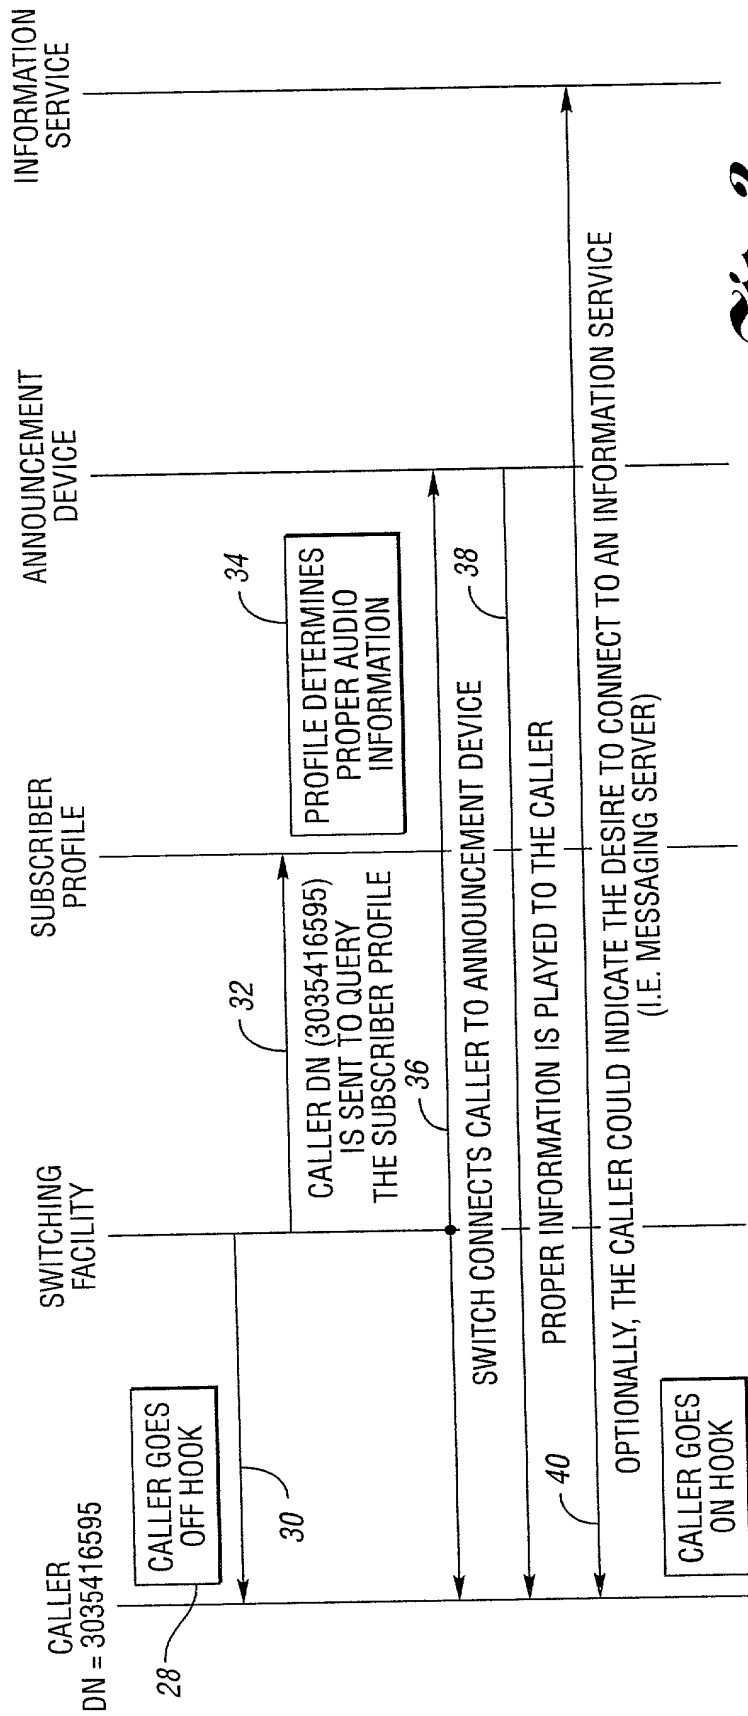 CALLER
DN = 3035416595
SWITCHING
FACILITY
SUBSCRIBER
PROFILE
ANNOUNCEMENT
DEVICE
INFORMATION
SERVICE
28
CALLER GOES
OFF HOOK
30
32
CALLER DN (3035416595)
IS SENT TO QUERY
THE SUBSCRIBER PROFILE
34
PROFILE DETERMINES
PROPER AUDIO
INFORMATION
36
SWITCH CONNECTS CALLER TO ANNOUNCEMENT DEVICE
38
PROPER INFORMATION IS PLAYED TO THE CALLER
40
OPTIONALLY, THE CALLER COULD INDICATE THE DESIRE TO CONNECT TO AN INFORMATION SERVICE
(I.E. MESSAGING SERVER)
CALLER GOES
ON HOOK